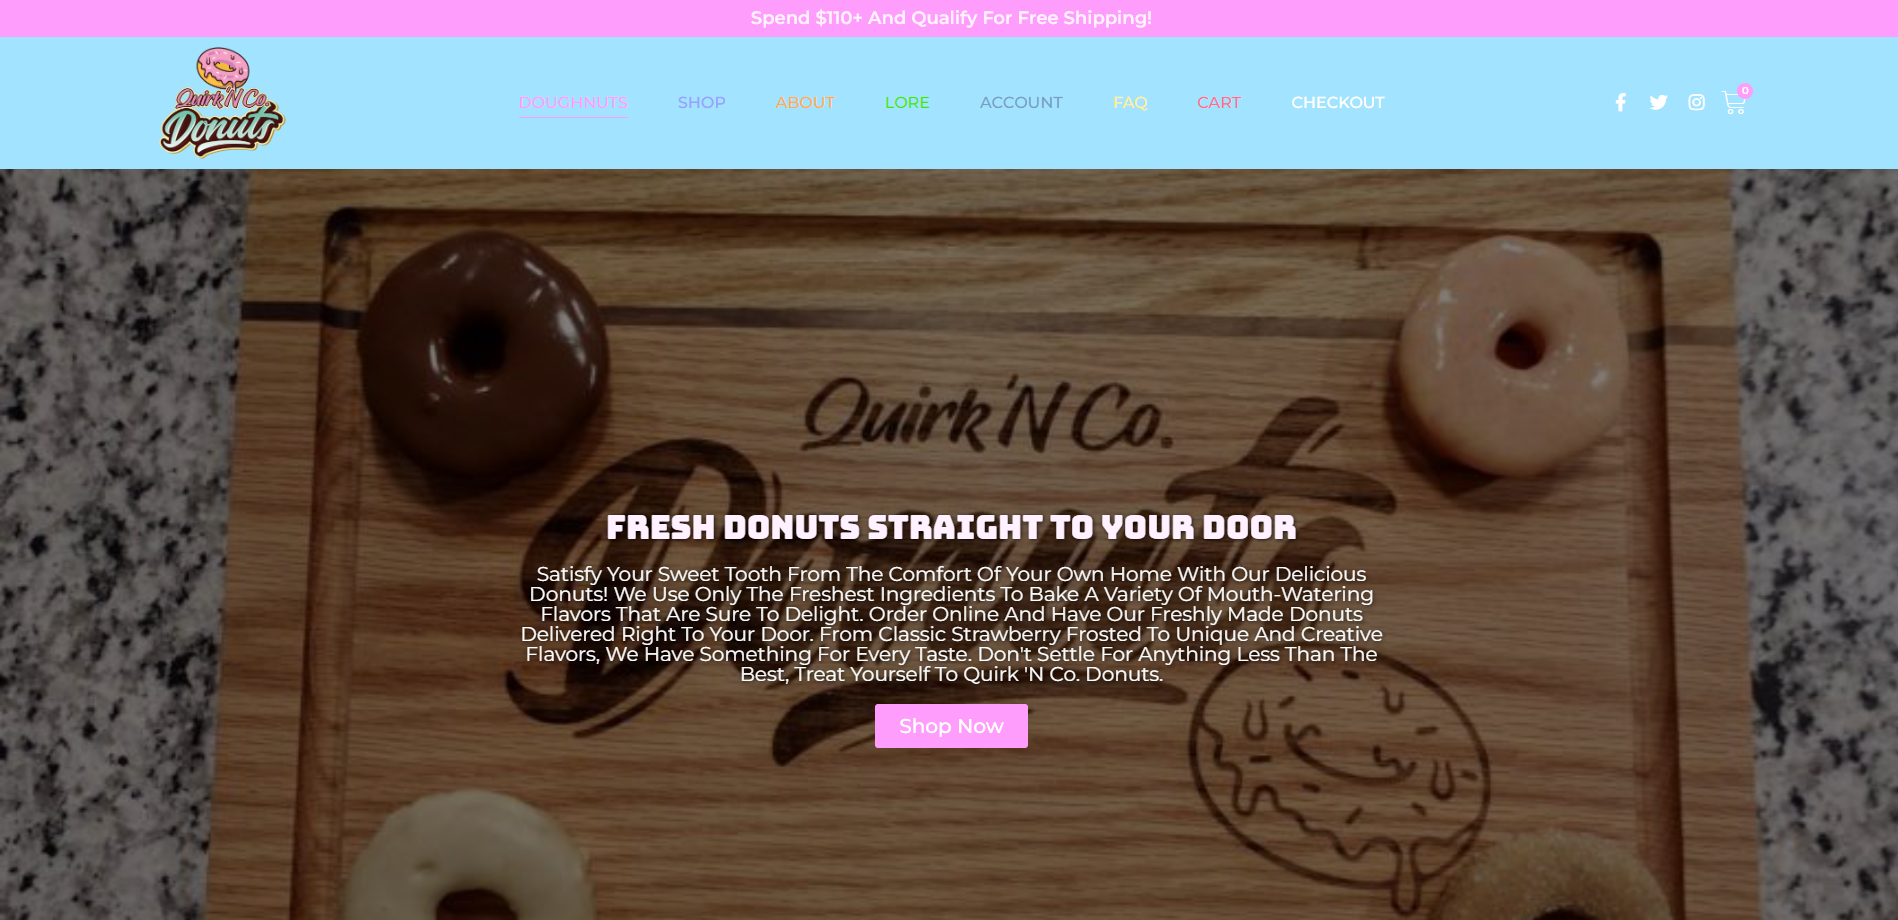 Spend $110+ And Qualify For Free Shipping!
Quirk 'N Co.
Donuts
DOUGHNUTS SHOP ABOUT LORE ACCOUNT FAQ CART CHECKOUT
0
Quirk 'N Co.
Donuts
FRESH DONUTS STRAIGHT TO YOUR DOOR
Satisfy Your Sweet Tooth From The Comfort Of Your Own Home With Our Delicious
Donuts! We Use Only The Freshest Ingredients To Bake A Variety Of Mouth-Watering
Flavors That Are Sure To Delight. Order Online And Have Our Freshly Made Donuts
Delivered Right To Your Door. From Classic Strawberry Frosted To Unique And Creative
Flavors, We Have Something For Every Taste. Don't Settle For Anything Less Than The
Best, Treat Yourself To Quirk 'N Co. Donuts.
Shop Now